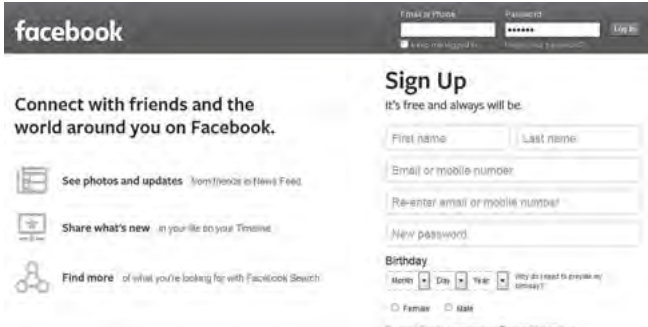 facebook
Email or Phone
Password
••••••
Log In
Keep me logged in
Forgot your password?
Connect with friends and the
world around you on Facebook.
See photos and updates from friends in News Feed.
Share what's new in your life on your Timeline.
Find more of what you're looking for with Facebook Search.
Sign Up
It's free and always will be.
First name
Last name
Email or mobile number
Re-enter email or mobile number
New password
Birthday
Month
Day
Year
Why do I need to provide my
birthday?
Female
Male